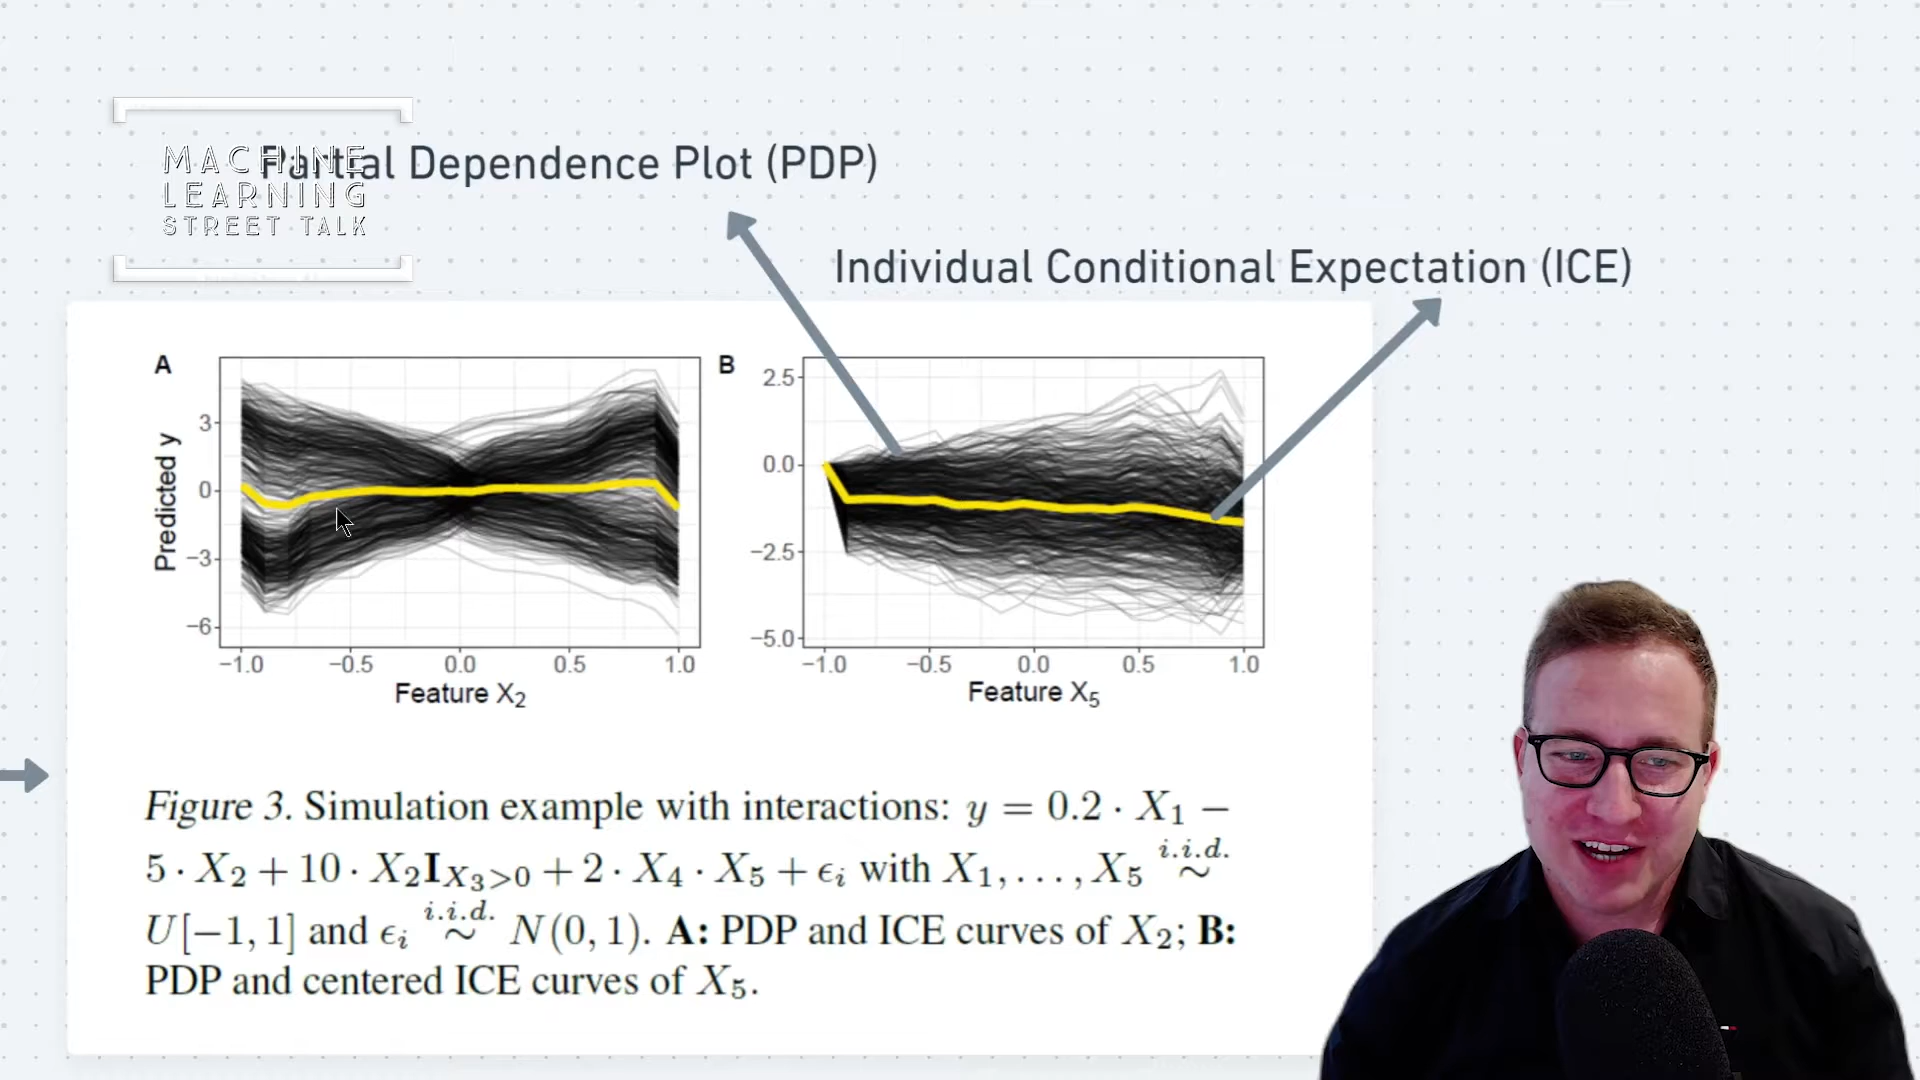 MACHINE
LEARNING
STREET TALK
Partial Dependence Plot (PDP)
Individual Conditional Expectation (ICE)
A
Predicted y
3
0
−3
−6
−1.0 −0.5 0.0 0.5 1.0
Feature X₂
B
2.5
0.0
−2.5
−5.0
−1.0 −0.5 0.0 0.5 1.0
Feature X₅
Figure 3. Simulation example with interactions: y = 0.2 · X₁ −
5 · X₂ + 10 · X₂I_{X₃>0} + 2 · X₄ · X₅ + ϵᵢ with X₁, . . . , X₅ i.i.d. ∼
U[−1, 1] and ϵᵢ i.i.d. ∼ N(0, 1). A: PDP and ICE curves of X₂; B:
PDP and centered ICE curves of X₅.